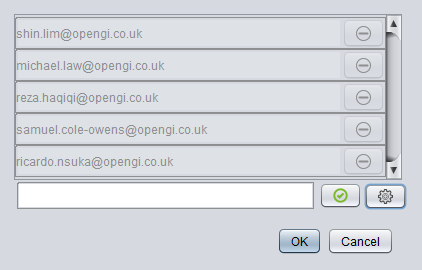 shin.lim@opengi.co.uk
michael.law@opengi.co.uk
reza.haqiqi@opengi.co.uk
samuel.cole-owens@opengi.co.uk
ricardo.nsuka@opengi.co.uk
OK Cancel